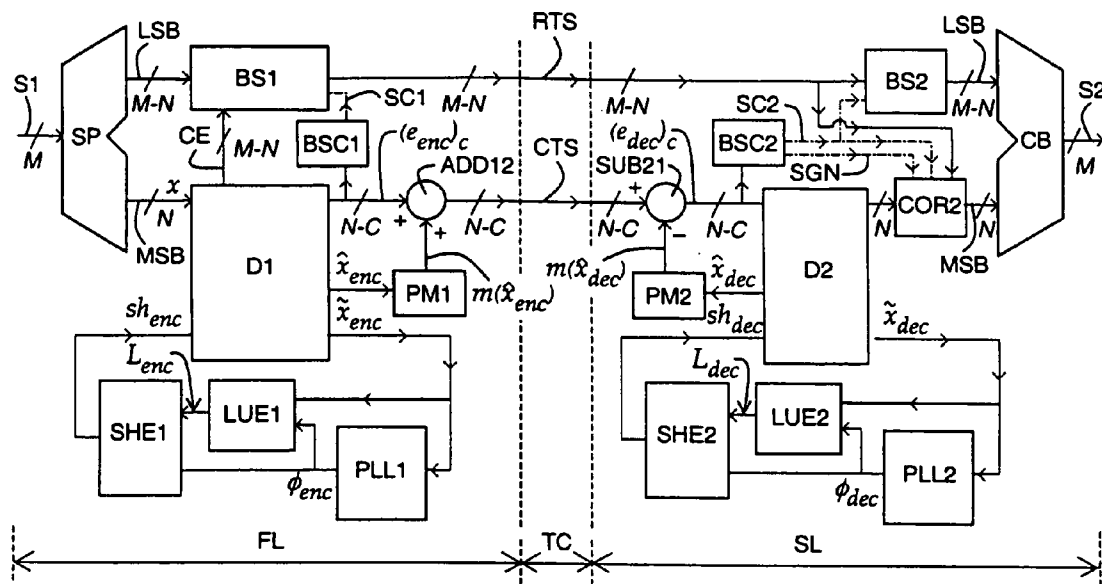 LSB
RTS
LSB
S1
SP
M
M-N
BS1
SC1
M-N
M-N
BS2
M-N
S2
CB
M
CE
M-N
BSC1
(e_enc)_c
ADD12
CTS
(e_dec)_c
SUB21
BSC2
SC2
SGN
x
N
MSB
D1
N-C
+
+
N-C
N-C
+
−
N-C
D2
N
COR2
N
MSB
x̂_enc
PM1
m(x̂_enc)
m(x̂_dec)
PM2
x̂_dec
sh_enc
x̃_enc
sh_dec
x̃_dec
L_enc
L_dec
SHE1
LUE1
PLL1
ϕ_enc
SHE2
LUE2
PLL2
ϕ_dec
FL
TC
SL